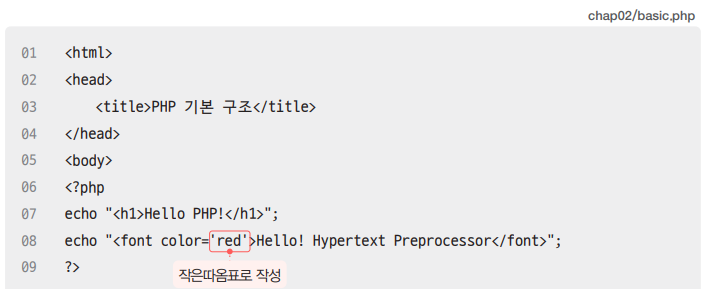 chap02/basic.php
01 <html>
02 <head>
03     <title>PHP 기본 구조</title>
04 </head>
05 <body>
06 <?php
07 echo "<h1>Hello PHP!</h1>";
08 echo "<font color='red'>Hello! Hypertext Preprocessor</font>";
09 ?>
작은따옴표로 작성